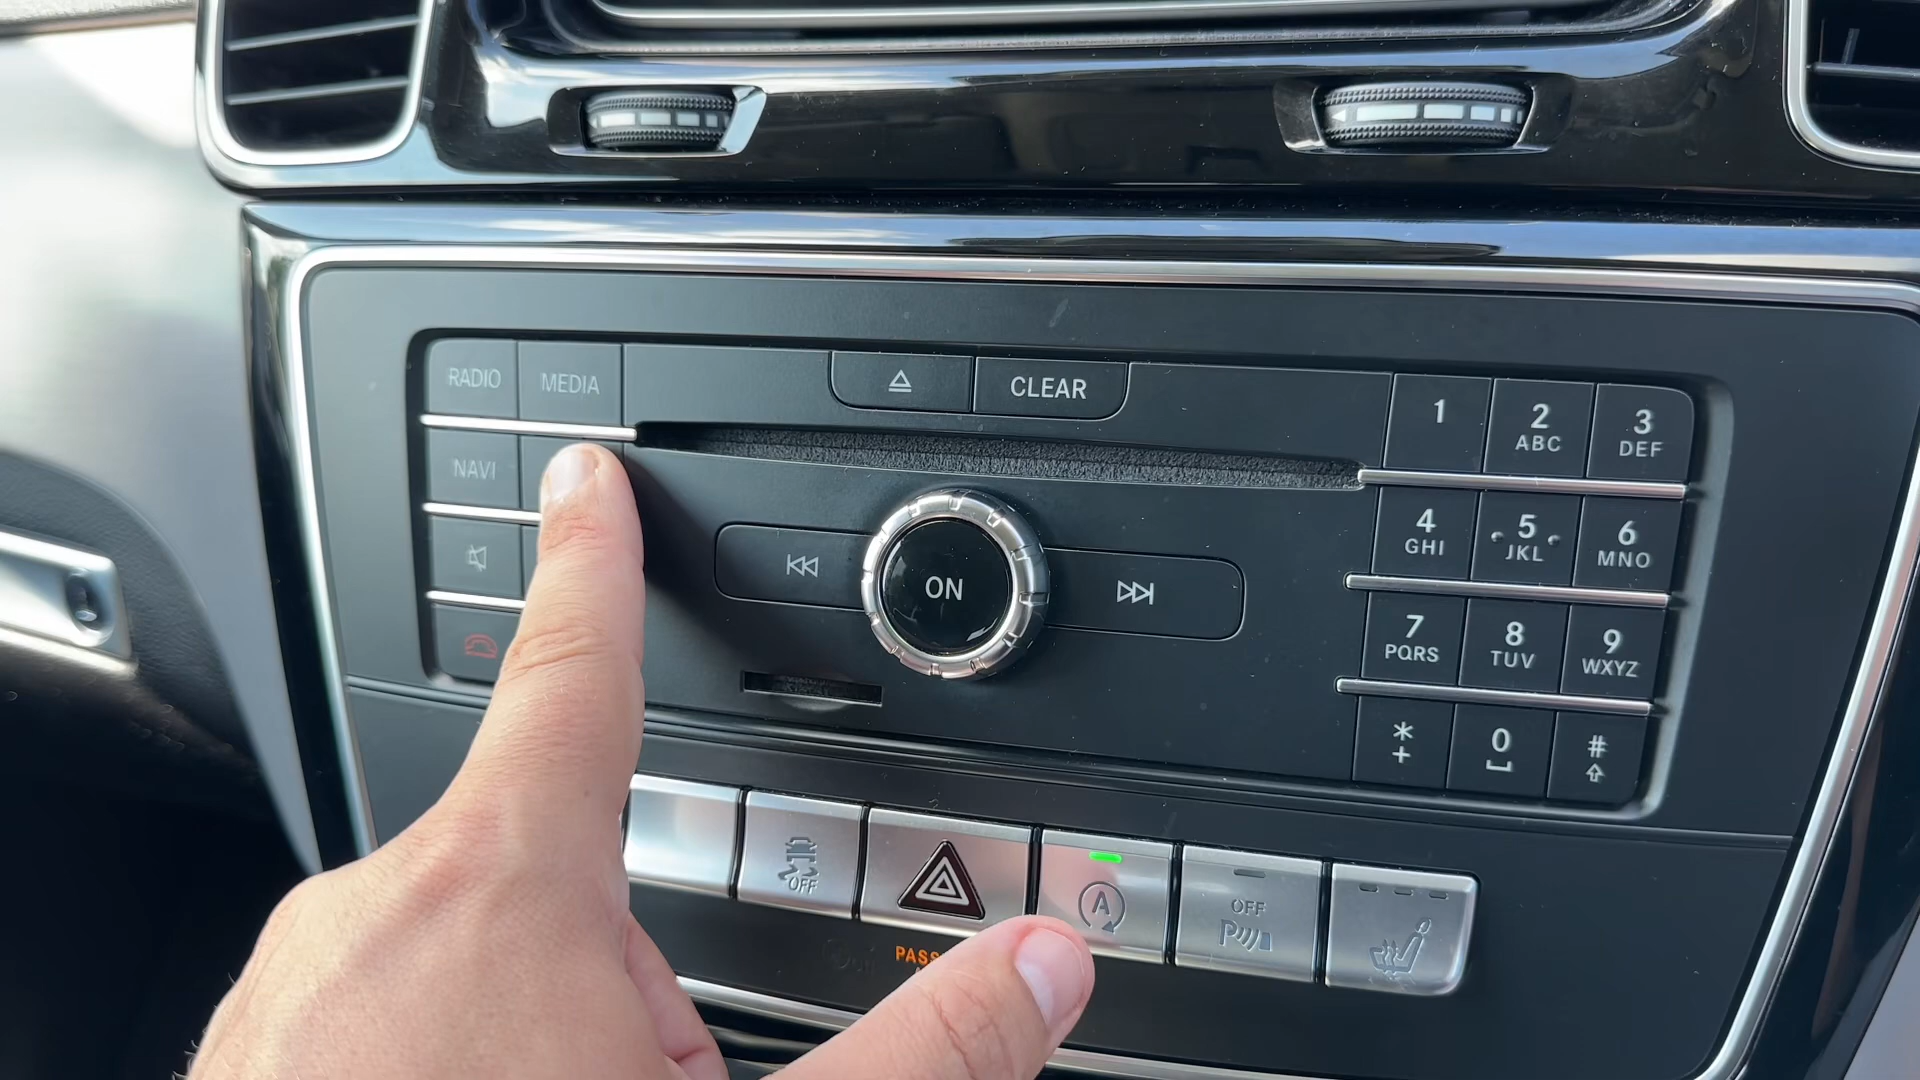 RADIO
MEDIA
CLEAR
NAVI
ON
1
2
ABC
3
DEF
4
GHI
5
JKL
6
MNO
7
PQRS
8
TUV
9
WXYZ
*
+
0
#
OFF
A
OFF
P